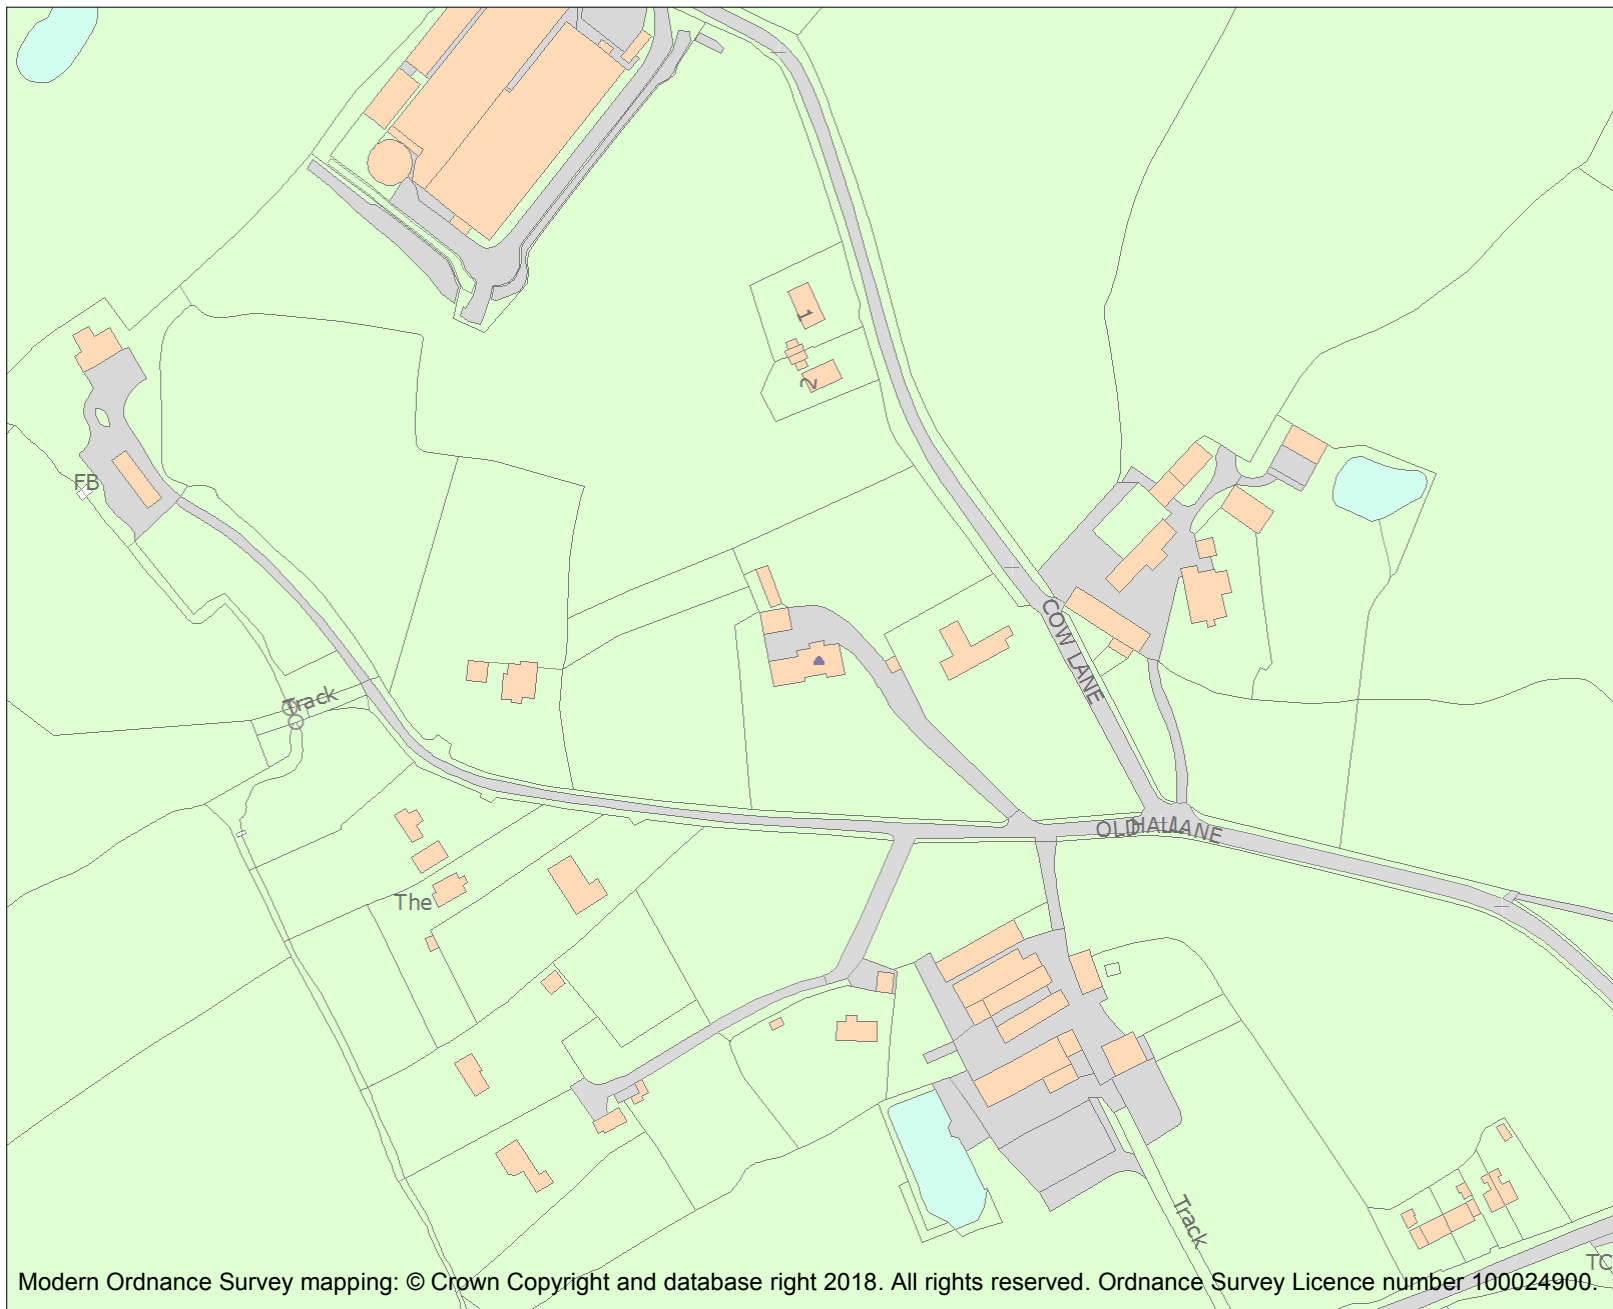 1
2
FB
COW LANE
Track
OLD HALL LANE
The
Track
TC
Modern Ordnance Survey mapping: © Crown Copyright and database right 2018. All rights reserved. Ordnance Survey Licence number 100024900.